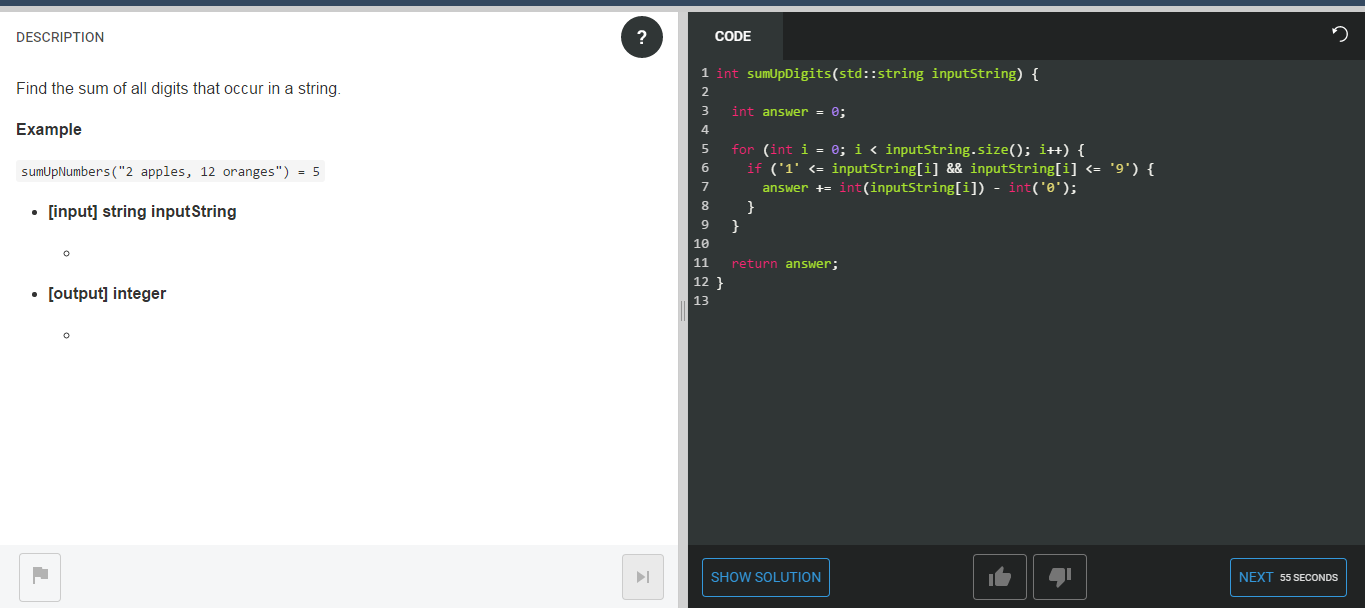 DESCRIPTION
?
Find the sum of all digits that occur in a string.
Example
sumUpNumbers("2 apples, 12 oranges") = 5
[input] string inputString
[output] integer
CODE
1 int sumUpDigits(std::string inputString) {
2
3   int answer = 0;
4
5   for (int i = 0; i < inputString.size(); i++) {
6     if ('1' <= inputString[i] && inputString[i] <= '9') {
7       answer += int(inputString[i]) - int('0');
8     }
9   }
10
11   return answer;
12 }
13
SHOW SOLUTION
NEXT 55 SECONDS